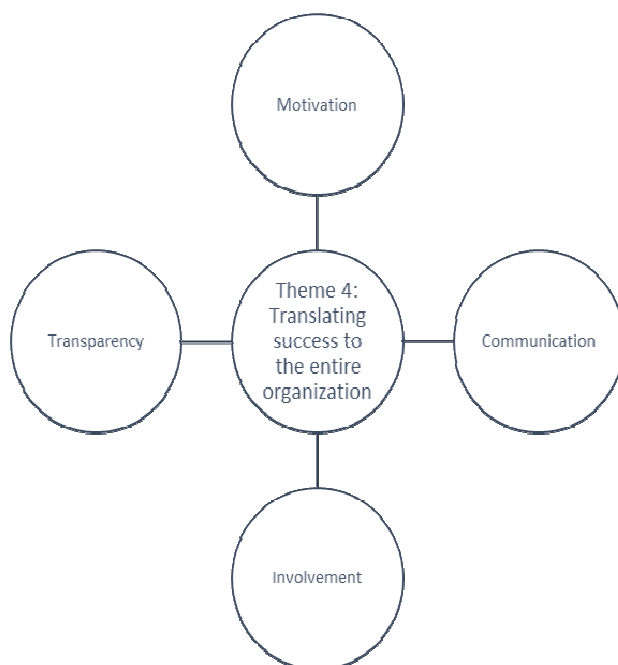 Motivation
Transparency
Theme 4:
Translating
success to
the entire
organization
Communication
Involvement